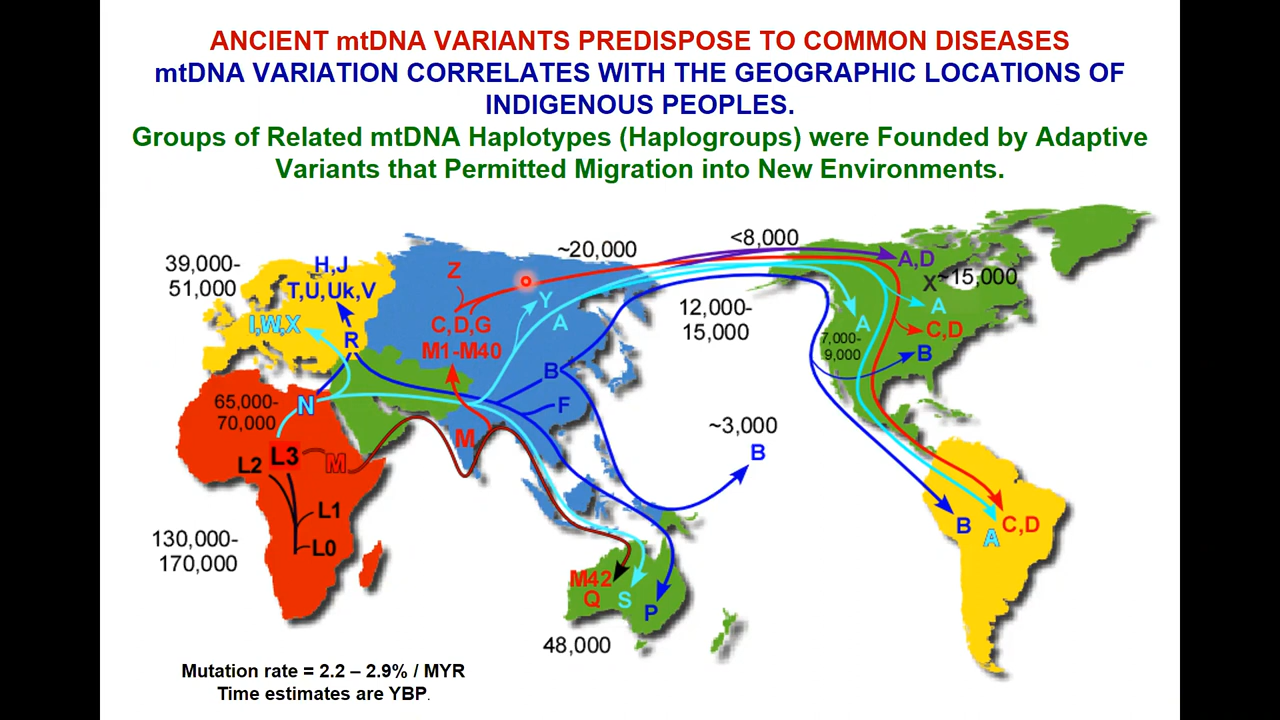 ANCIENT mtDNA VARIANTS PREDISPOSE TO COMMON DISEASES
mtDNA VARIATION CORRELATES WITH THE GEOGRAPHIC LOCATIONS OF
INDIGENOUS PEOPLES.
Groups of Related mtDNA Haplotypes (Haplogroups) were Founded by Adaptive
Variants that Permitted Migration into New Environments.
39,000-
51,000
H,J
T,U,Uk,V
I,W,X
R
Z
C,D,G
M1-M40
~20,000
Y
A
<8,000
A,D
X
~15,000
A
C,D
B
12,000-
15,000
A
7,000-
9,000
B
F
65,000-
70,000
N
M
L3
M
L2
L1
L0
130,000-
170,000
~3,000
B
B
A
C,D
M42
Q
S
P
48,000
Mutation rate = 2.2 – 2.9% / MYR
Time estimates are YBP.